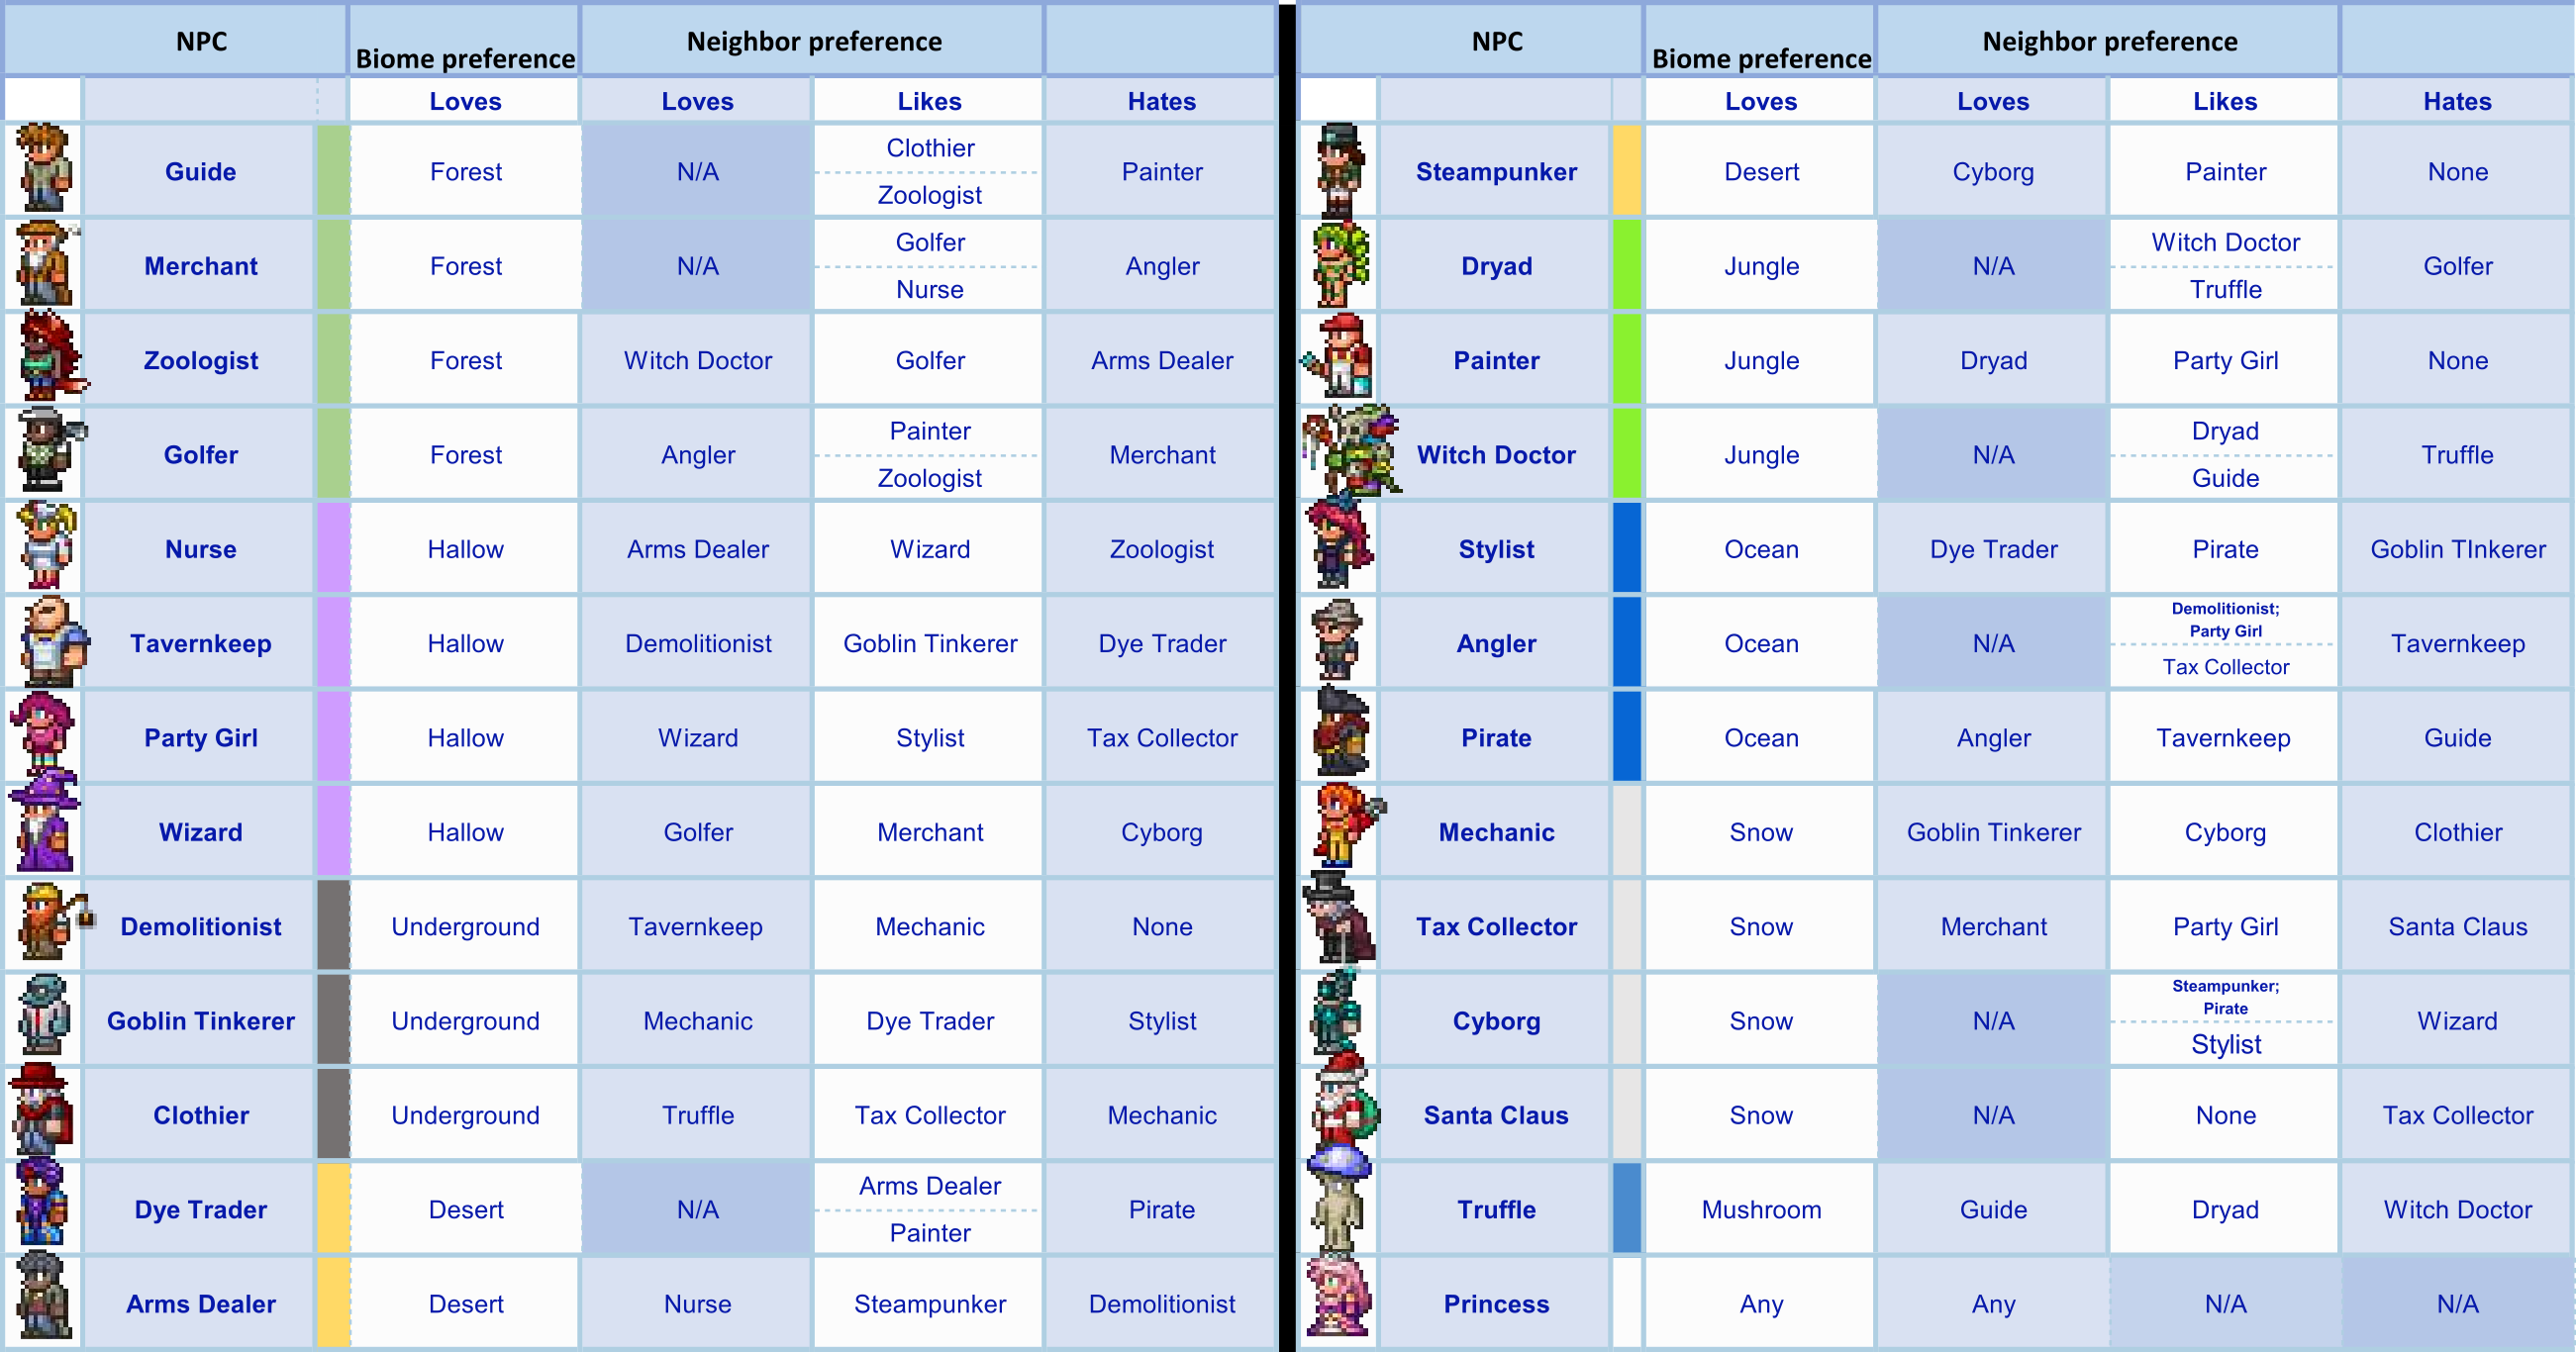 NPC Biome preference Neighbor preference
Loves Loves Likes Hates
Guide Forest N/A Clothier Painter
Zoologist
Merchant Forest N/A Golfer Angler
Nurse
Zoologist Forest Witch Doctor Golfer Arms Dealer
Golfer Forest Angler Painter Merchant
Zoologist
Nurse Hallow Arms Dealer Wizard Zoologist
Tavernkeep Hallow Demolitionist Goblin Tinkerer Dye Trader
Party Girl Hallow Wizard Stylist Tax Collector
Wizard Hallow Golfer Merchant Cyborg
Demolitionist Underground Tavernkeep Mechanic None
Goblin Tinkerer Underground Mechanic Dye Trader Stylist
Clothier Underground Truffle Tax Collector Mechanic
Dye Trader Desert N/A Arms Dealer Pirate
Painter
Arms Dealer Desert Nurse Steampunker Demolitionist
NPC Biome preference Neighbor preference
Loves Loves Likes Hates
Steampunker Desert Cyborg Painter None
Dryad Jungle N/A Witch Doctor Golfer
Truffle
Painter Jungle Dryad Party Girl None
Witch Doctor Jungle N/A Dryad Truffle
Guide
Stylist Ocean Dye Trader Pirate Goblin TInkerer
Angler Ocean N/A Demolitionist; Tavernkeep
Party Girl
Tax Collector
Pirate Ocean Angler Tavernkeep Guide
Mechanic Snow Goblin Tinkerer Cyborg Clothier
Tax Collector Snow Merchant Party Girl Santa Claus
Cyborg Snow N/A Steampunker; Wizard
Pirate
Stylist
Santa Claus Snow N/A None Tax Collector
Truffle Mushroom Guide Dryad Witch Doctor
Princess Any Any N/A N/A